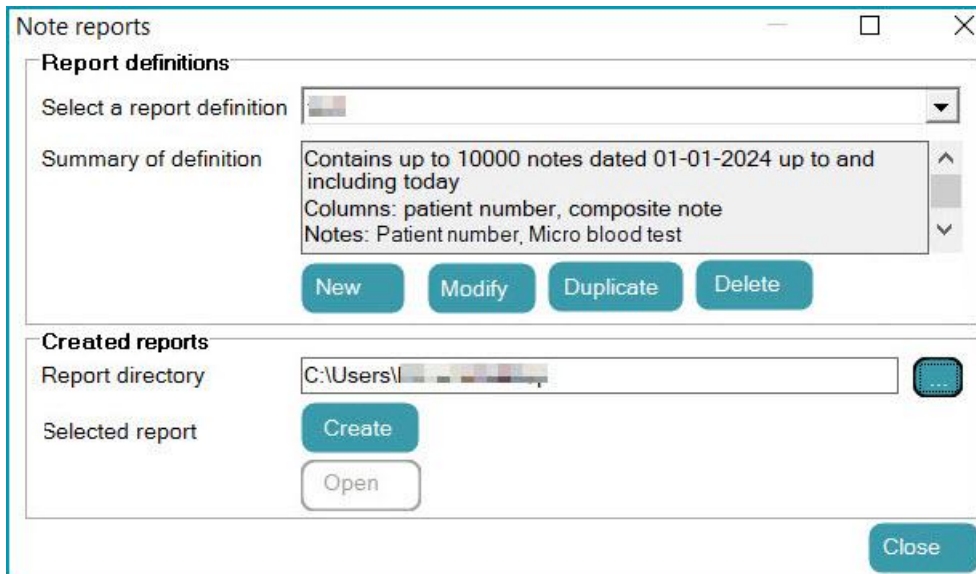 Note reports
Report definitions
Select a report definition
Summary of definition
Contains up to 10000 notes dated 01-01-2024 up to and
including today
Columns: patient number, composite note
Notes: Patient number, Micro blood test
New Modify Duplicate Delete
Created reports
Report directory C:\Users\ ...
Selected report Create
Open
Close